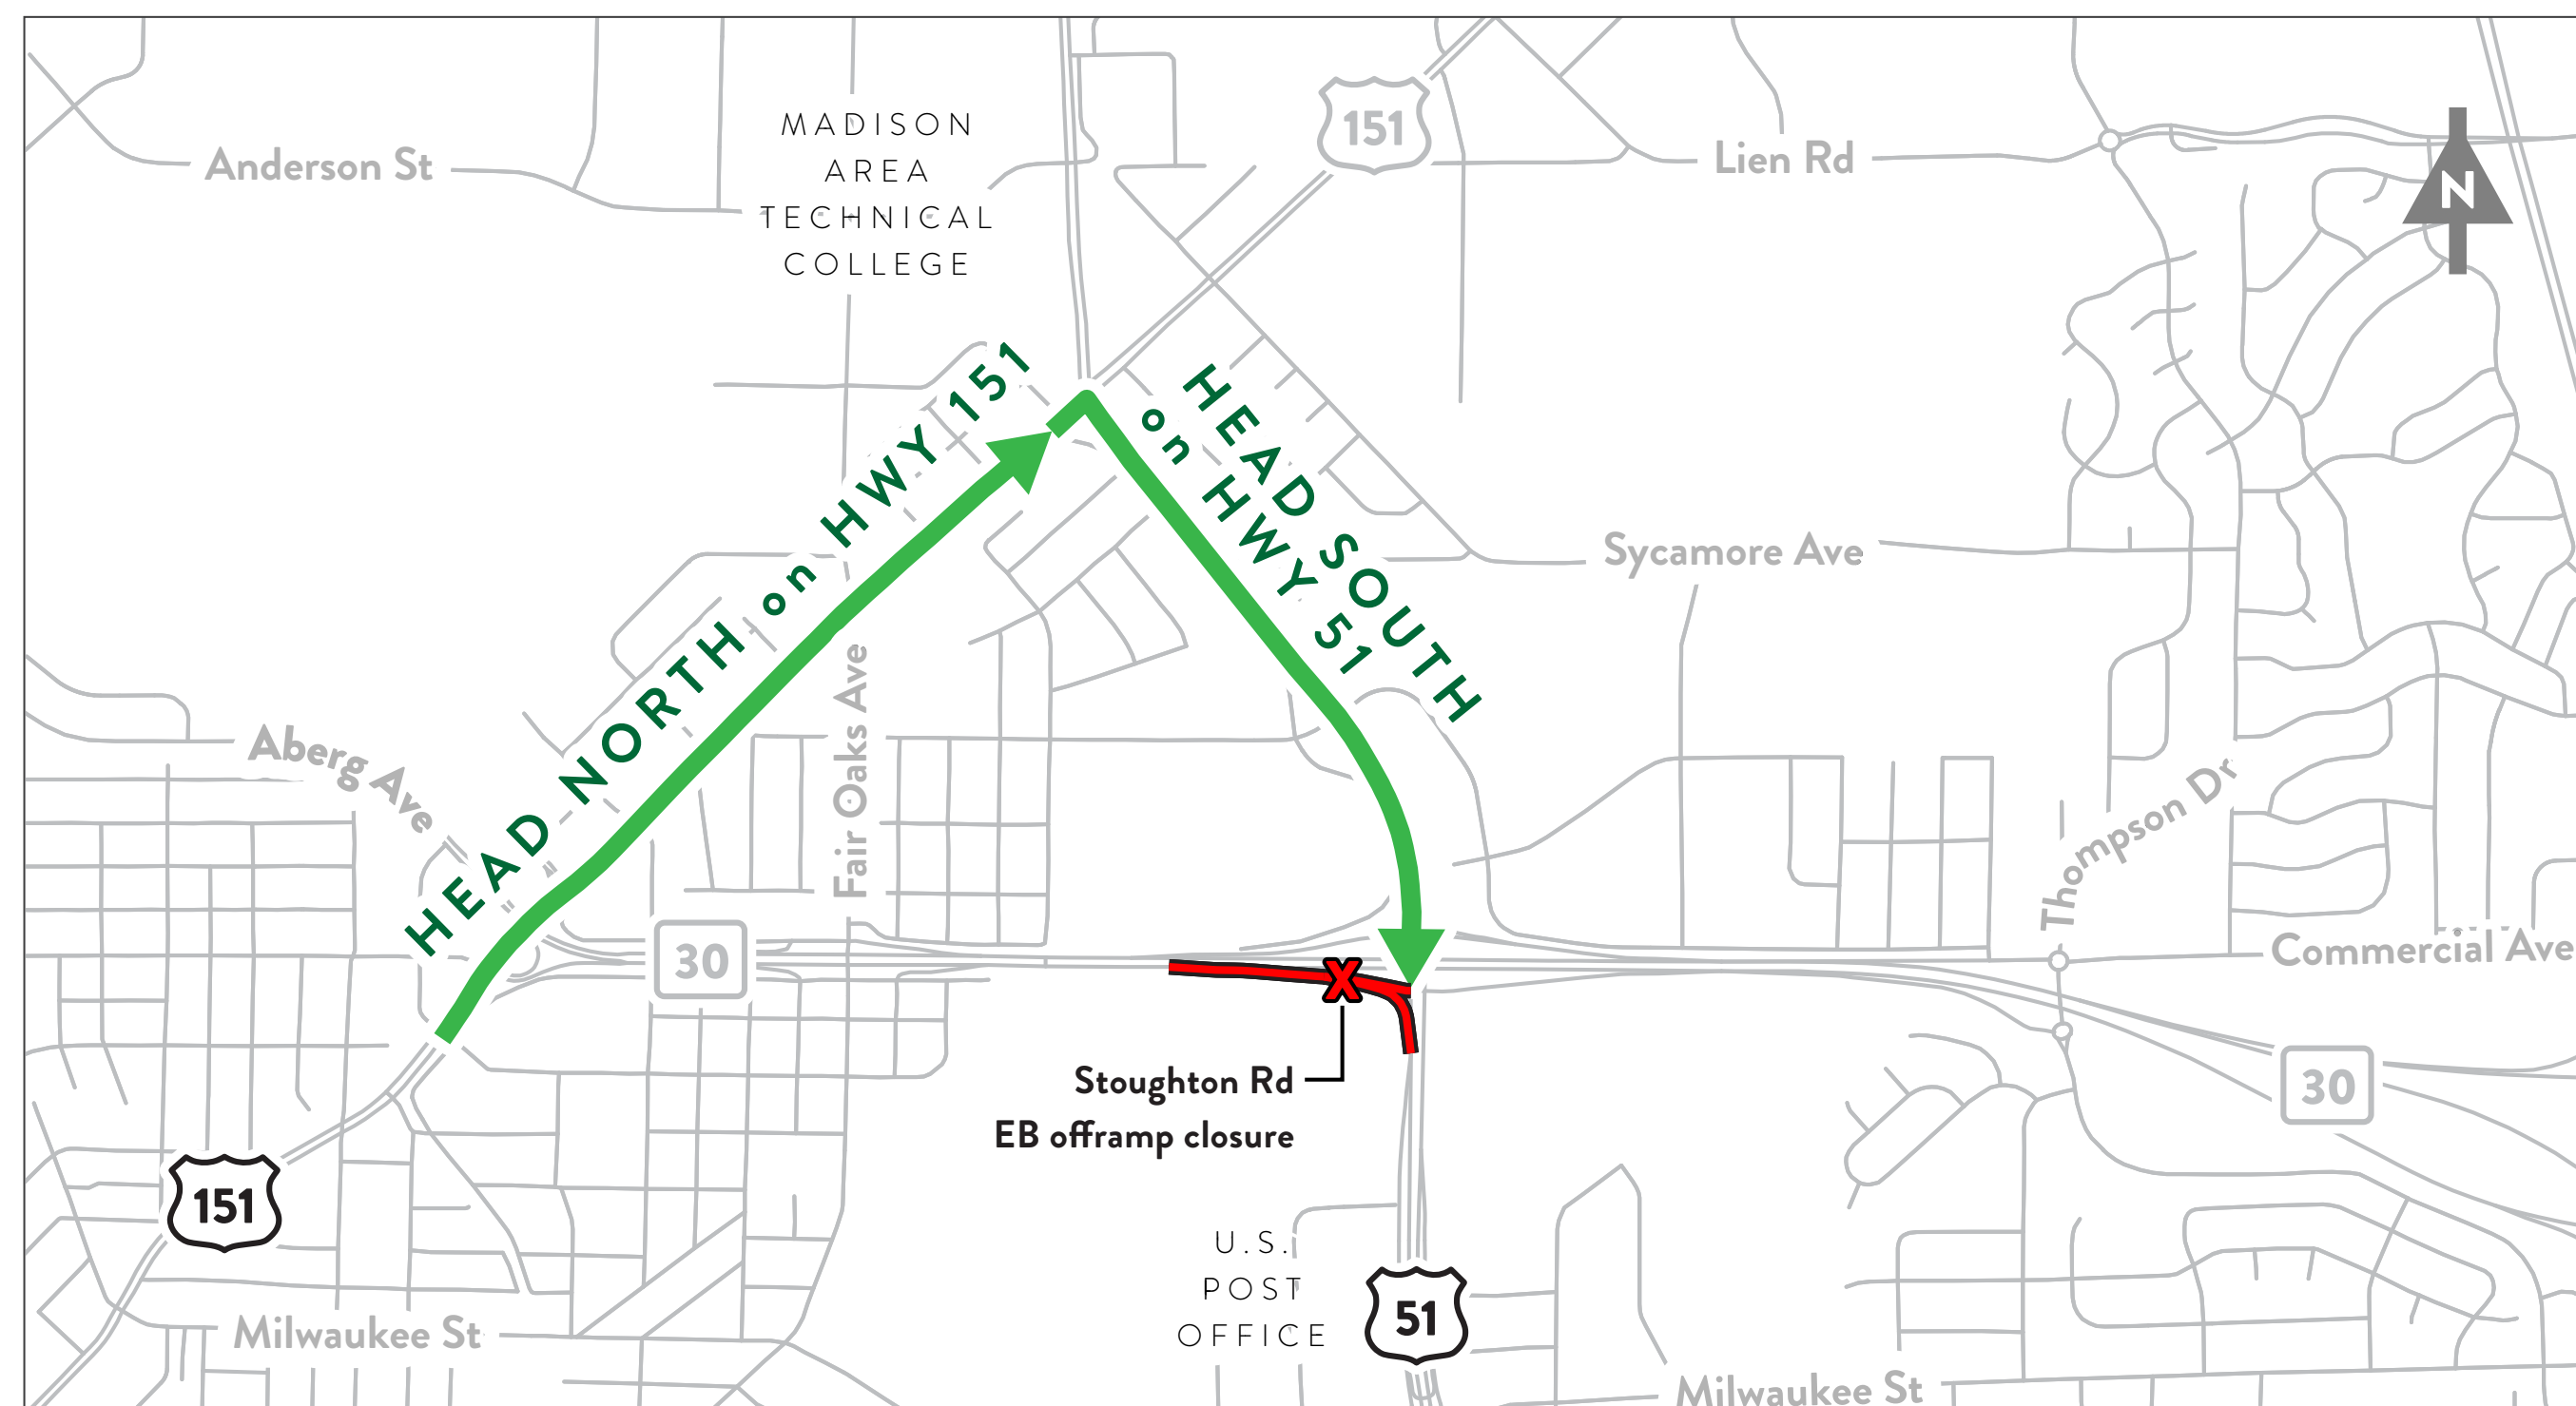 151
MADISON
AREA
TECHNICAL
COLLEGE
Anderson St
Lien Rd
N
HEAD NORTH on HWY 151
HEAD SOUTH
on HWY 51
Sycamore Ave
Aberg Ave
Fair Oaks Ave
Thompson Dr
30
Commercial Ave
X
Stoughton Rd
EB offramp closure
30
151
U.S.
POST
OFFICE
51
Milwaukee St
Milwaukee St